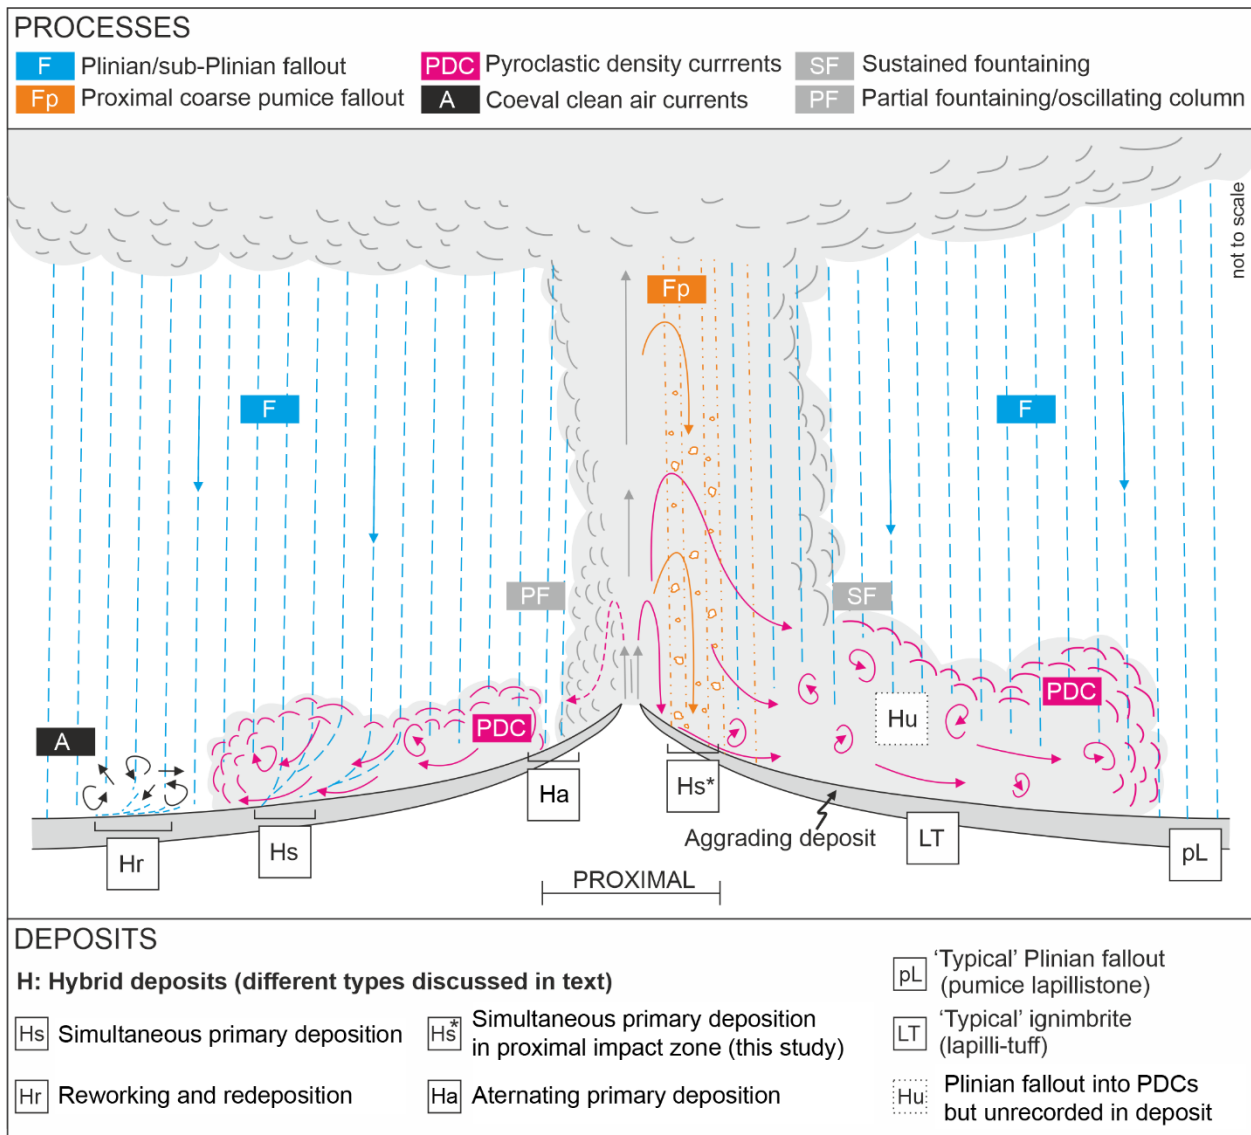 PROCESSES
F Plinian/sub-Plinian fallout
PDC Pyroclastic density currrents
SF Sustained fountaining
Fp Proximal coarse pumice fallout
A Coeval clean air currents
PF Partial fountaining/oscillating column
not to scale
Fp
F
F
PF
SF
PDC
PDC
Hu
A
Ha
Hs*
Aggrading deposit
Hr
Hs
LT
pL
PROXIMAL
DEPOSITS
H: Hybrid deposits (different types discussed in text)
Hs Simultaneous primary deposition
Hr Reworking and redeposition
Hs* Simultaneous primary deposition
in proximal impact zone (this study)
Ha Aternating primary deposition
pL 'Typical' Plinian fallout
(pumice lapillistone)
LT 'Typical' ignimbrite
(lapilli-tuff)
Hu Plinian fallout into PDCs
but unrecorded in deposit